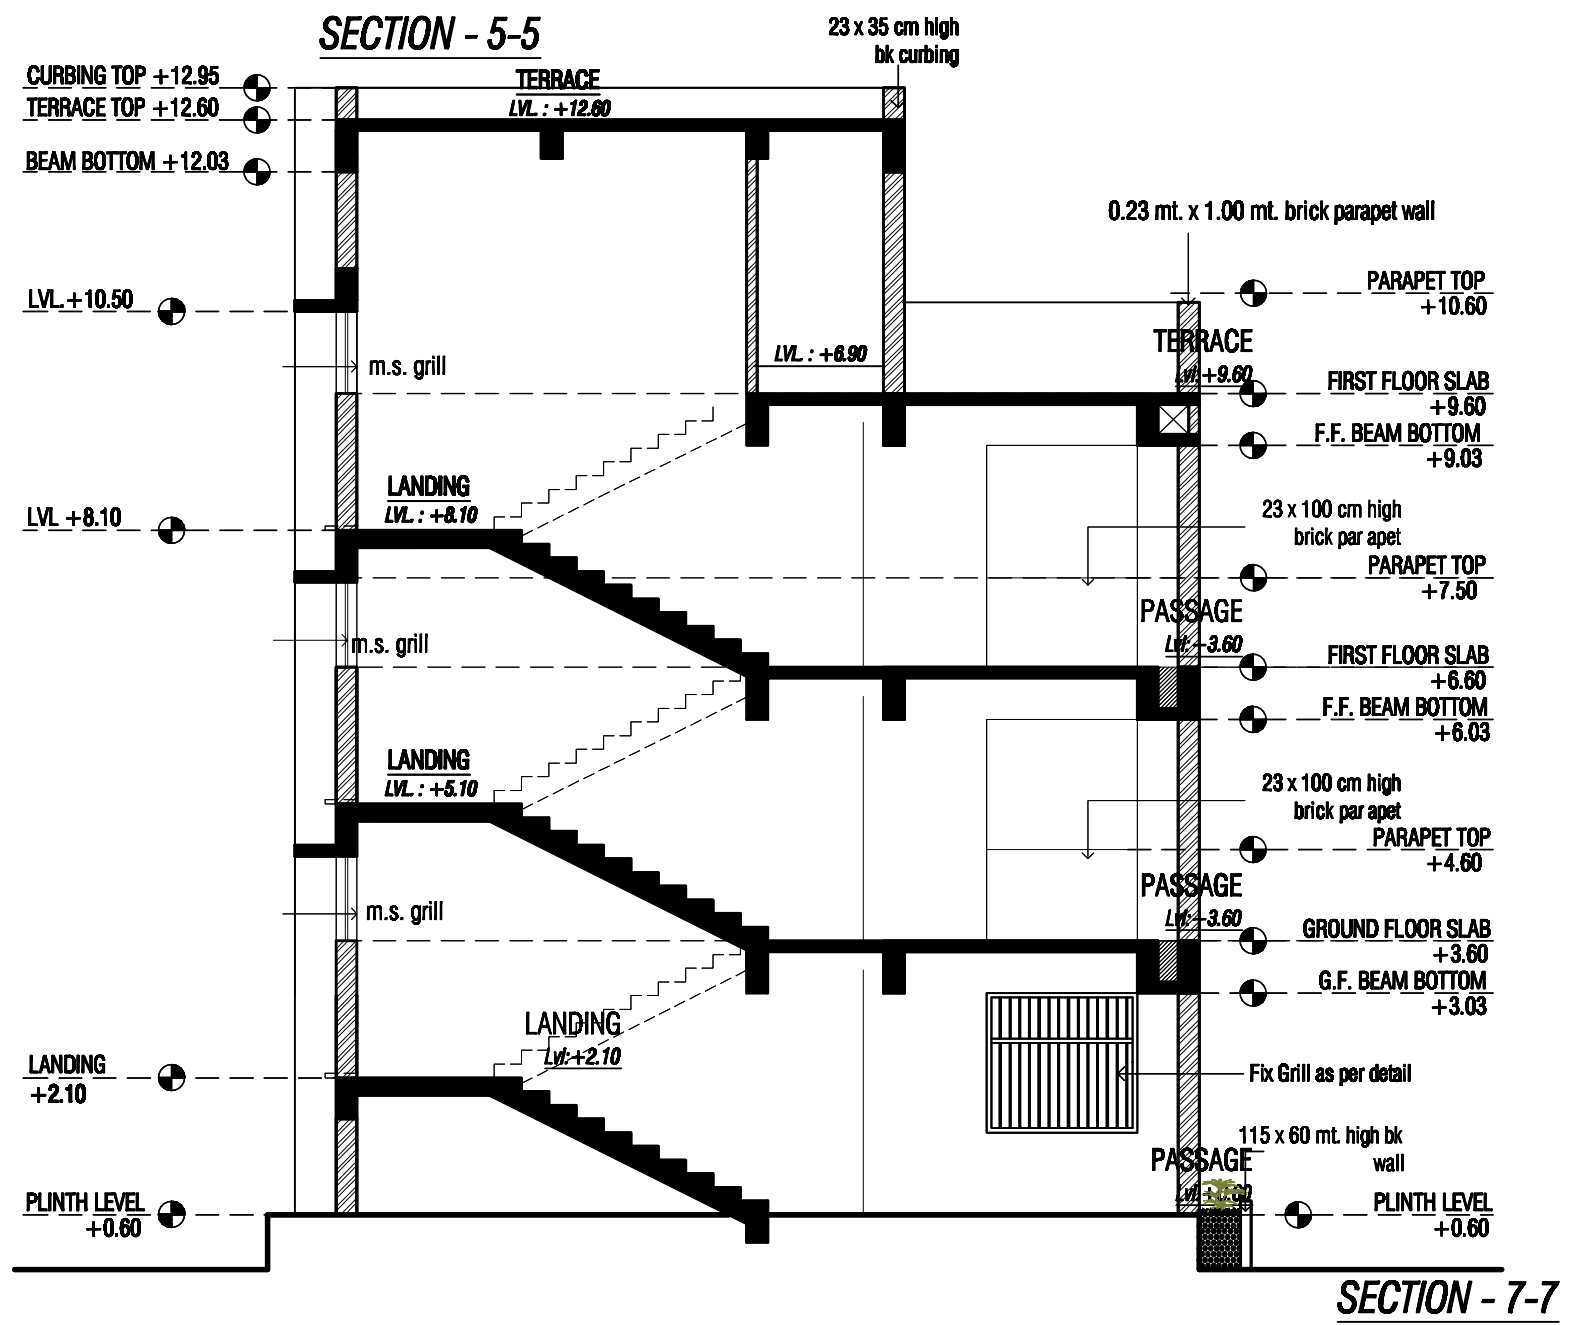 SECTION - 5-5
23 x 35 cm high
bk curbing
CURBING TOP +12.95
TERRACE
TERRACE TOP +12.60
LVL. : +12.60
BEAM BOTTOM +12.03
0.23 mt. x 1.00 mt. brick parapet wall
LVL.+10.50
PARAPET TOP
+10.60
TERRACE
LVL. : +6.90
m.s. grill
Lvl:+9.60
FIRST FLOOR SLAB
+9.60
F.F. BEAM BOTTOM
+9.03
LANDING
LVL. : +8.10
LVL +8.10
23 x 100 cm high
brick par apet
PARAPET TOP
+7.50
PASSAGE
Lvl:+3.60
m.s. grill
FIRST FLOOR SLAB
+6.60
F.F. BEAM BOTTOM
+6.03
LANDING
LVL. : +5.10
23 x 100 cm high
brick par apet
PARAPET TOP
+4.60
PASSAGE
Lvl:+3.60
m.s. grill
GROUND FLOOR SLAB
+3.60
G.F. BEAM BOTTOM
+3.03
LANDING
Lvl:+2.10
LANDING
+2.10
Fix Grill as per detail
115 x 60 mt. high bk
wall
PASSAGE
PLINTH LEVEL
+0.60
PLINTH LEVEL
+0.60
SECTION - 7-7